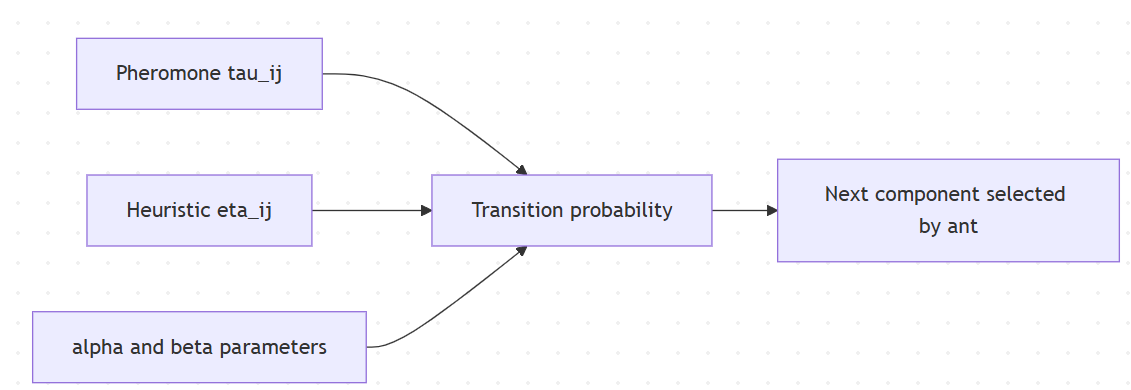 Pheromone tau_ij
Heuristic eta_ij
Transition probability
Next component selected
by ant
alpha and beta parameters